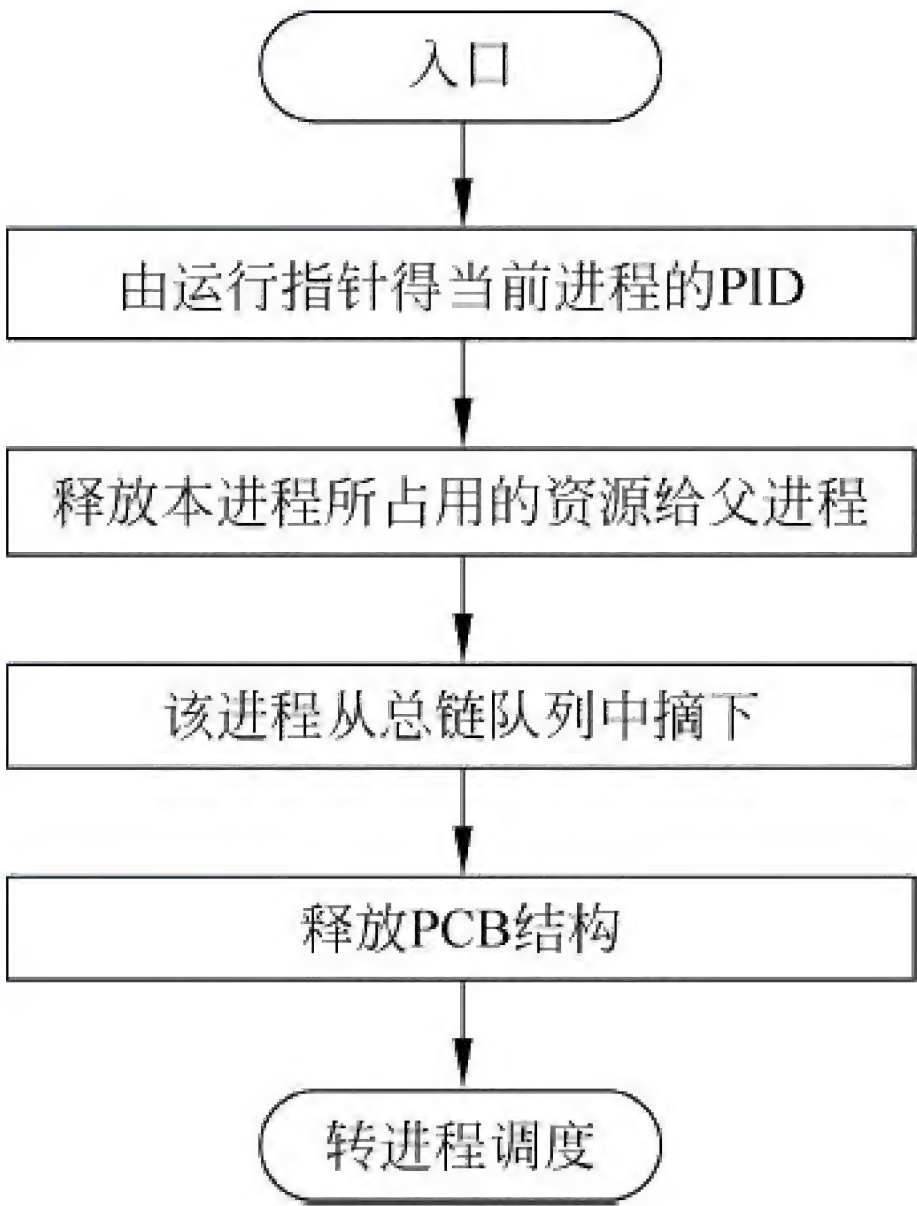 入口
由运行指针得当前进程的PID
释放本进程所占用的资源给父进程
该进程从总链队列中摘下
释放PCB结构
转进程调度